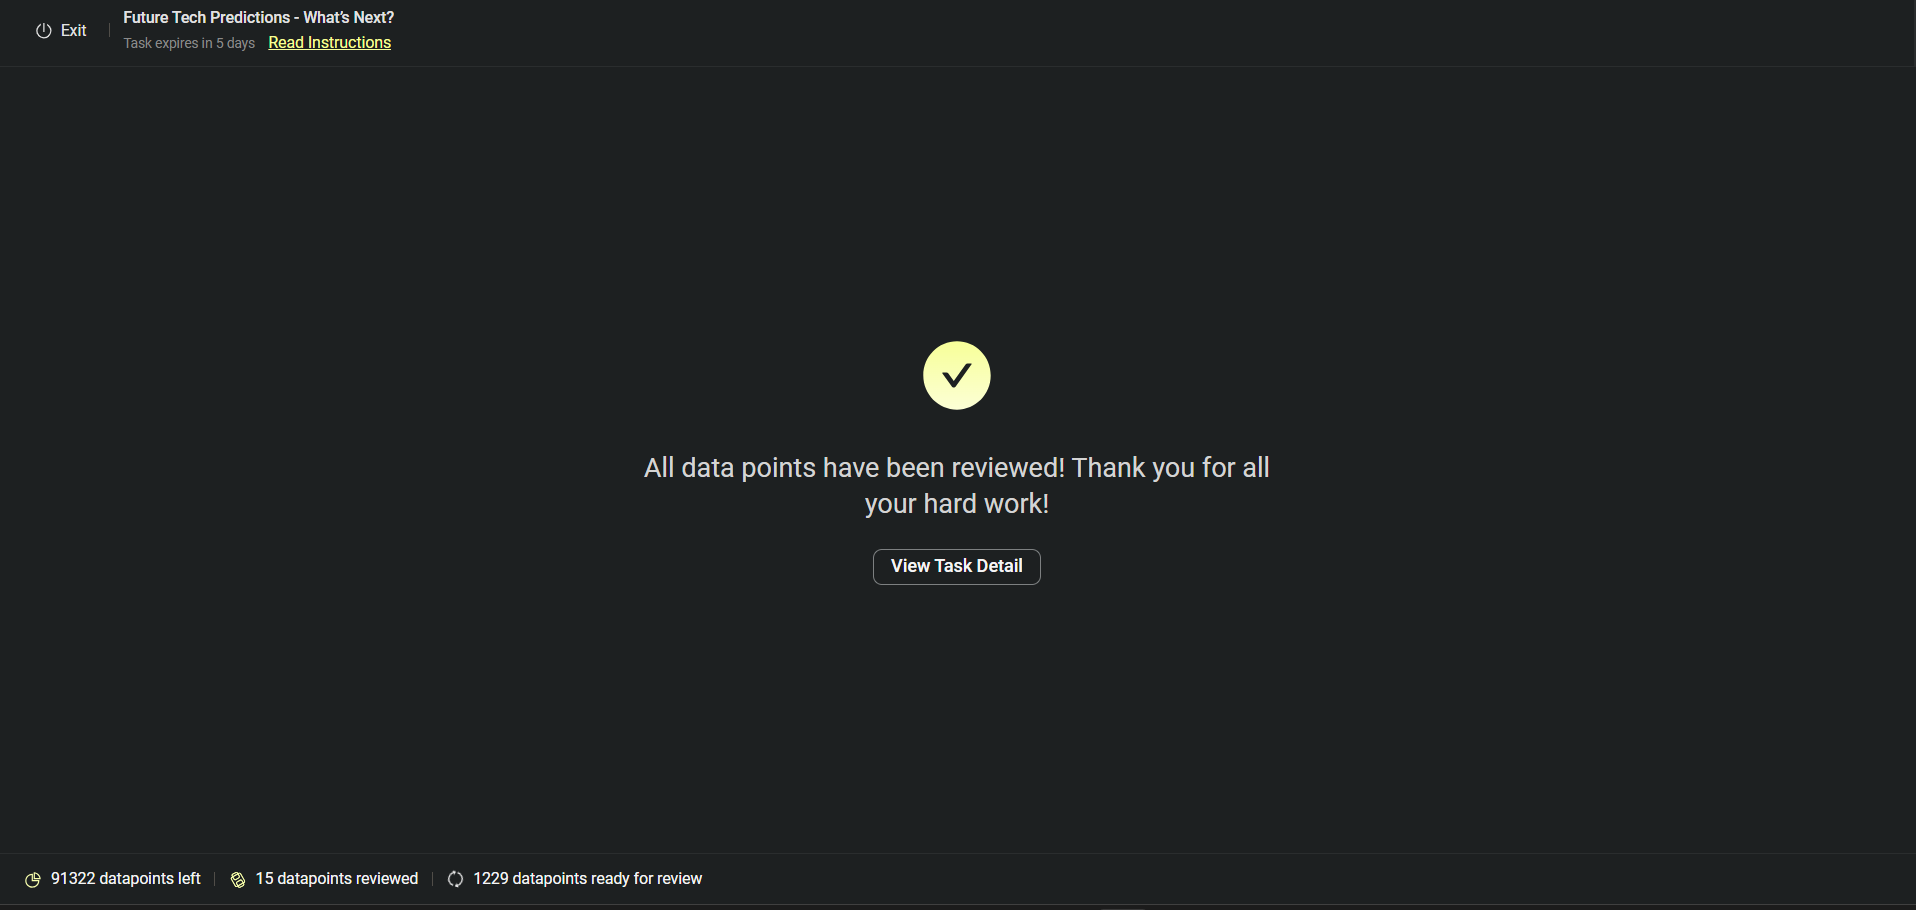 Exit
Future Tech Predictions - What's Next?
Task expires in 5 days Read Instructions
All data points have been reviewed! Thank you for all
your hard work!
View Task Detail
91322 datapoints left
15 datapoints reviewed
1229 datapoints ready for review